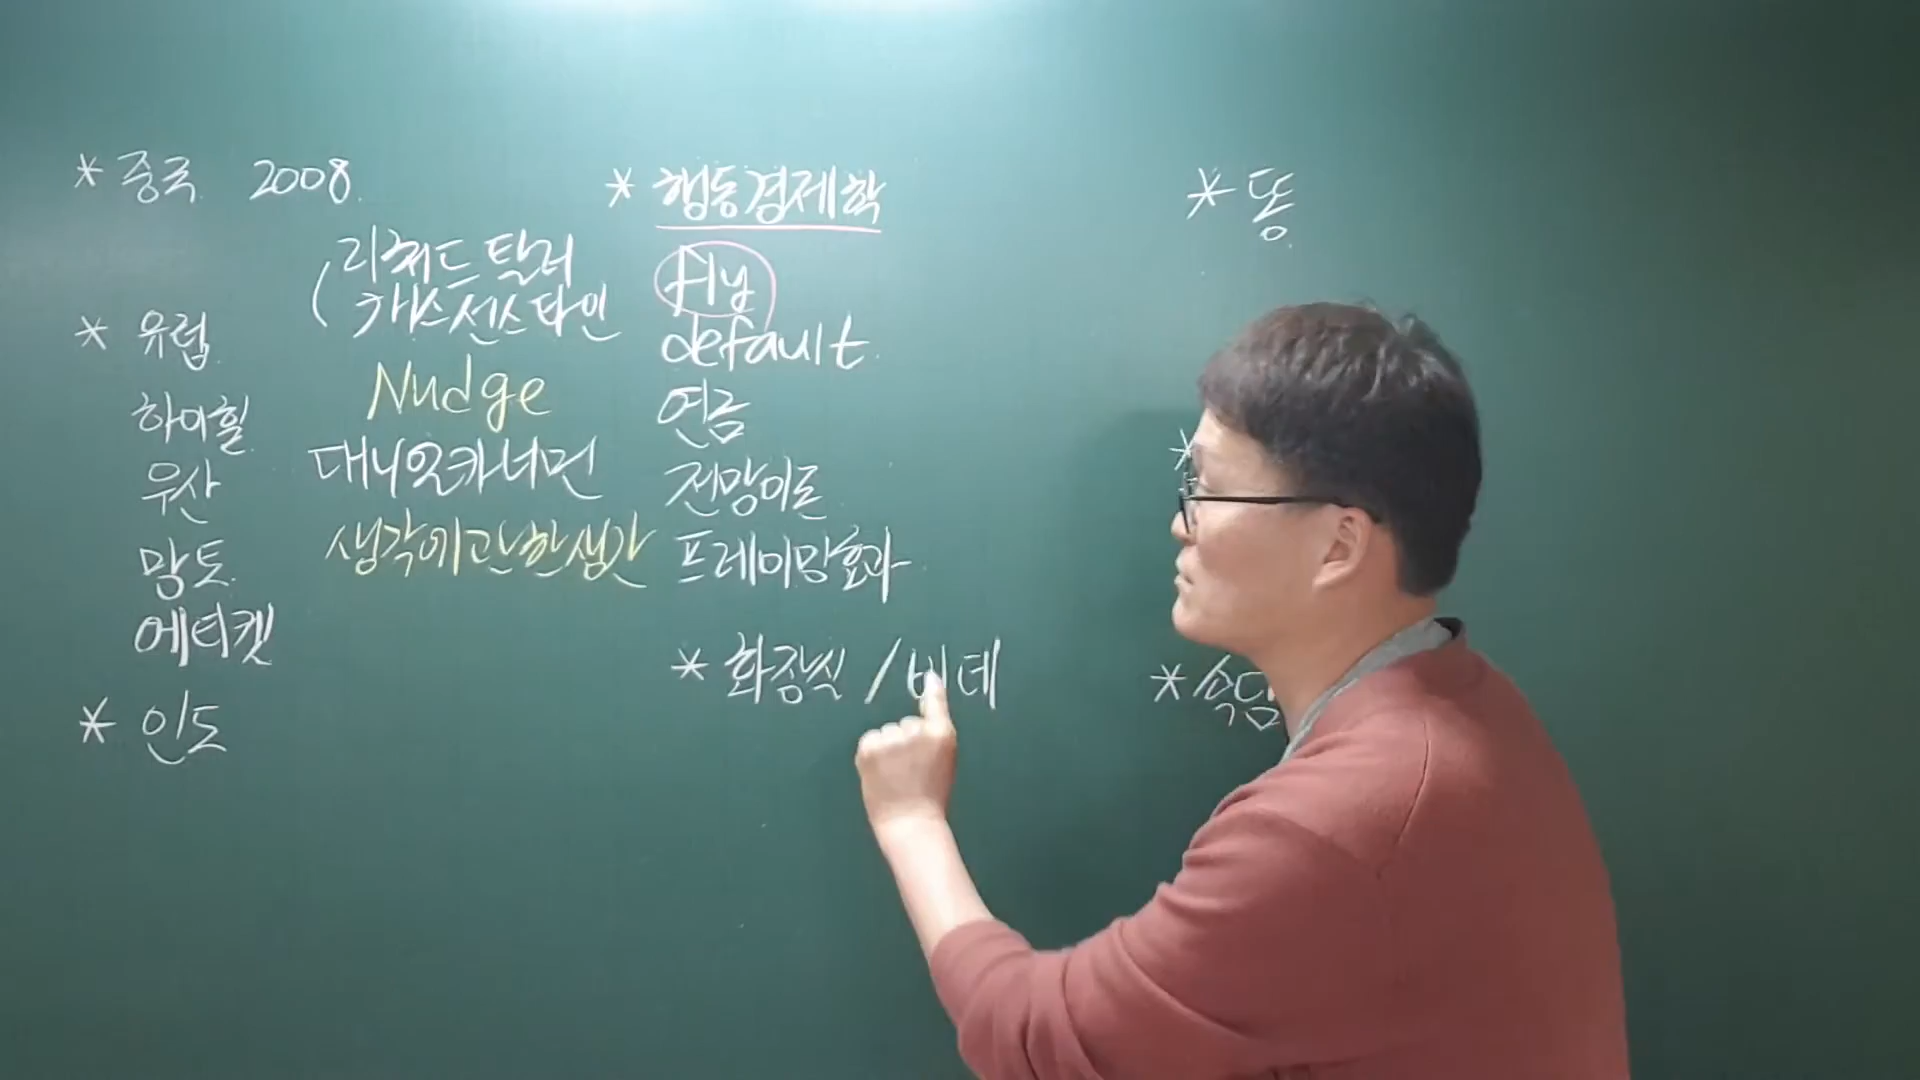 * 중국 2008.
* 유럽
하이힐
우산
망토
에티켓
* 인도
(리처드 탈러
캐스 선스타인
Nudge
대니얼 카너먼
생각에 관한 생각
* 행동경제학
Fly
default
연금
전망이론
프레이밍 효과
* 화장실 / 비데
* 똥
*
* 속담